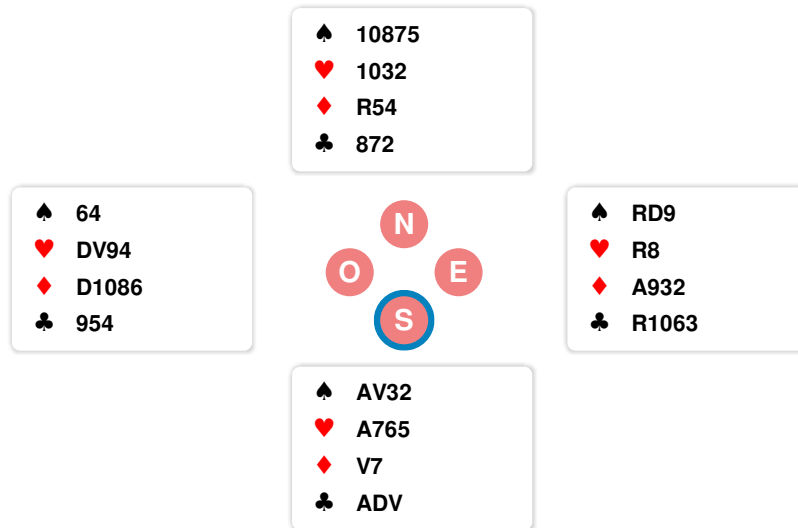 ♠ 10875
♥ 1032
♦ R54
♣ 872
♠ 64
♥ DV94
♦ D1086
♣ 954
N
O E
S
♠ RD9
♥ R8
♦ A932
♣ R1063
♠ AV32
♥ A765
♦ V7
♣ ADV